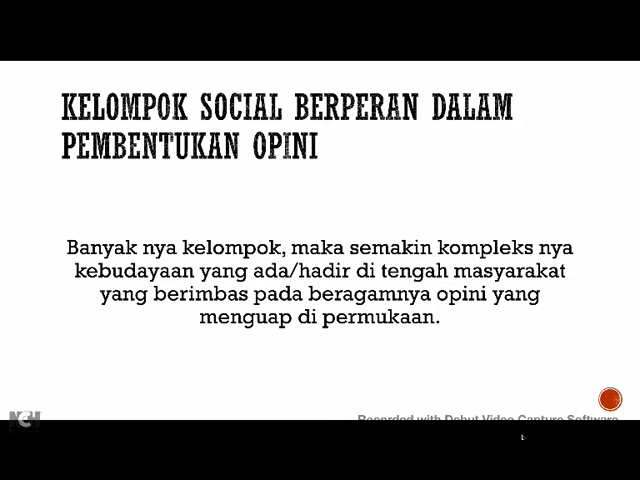 KELOMPOK SOCIAL BERPERAN DALAM
PEMBENTUKAN OPINI
Banyak nya kelompok, maka semakin kompleks nya
kebudayaan yang ada/hadir di tengah masyarakat
yang berimbas pada beragamnya opini yang
menguap di permukaan.
NCH
Recorded with Debut Video Capture Software